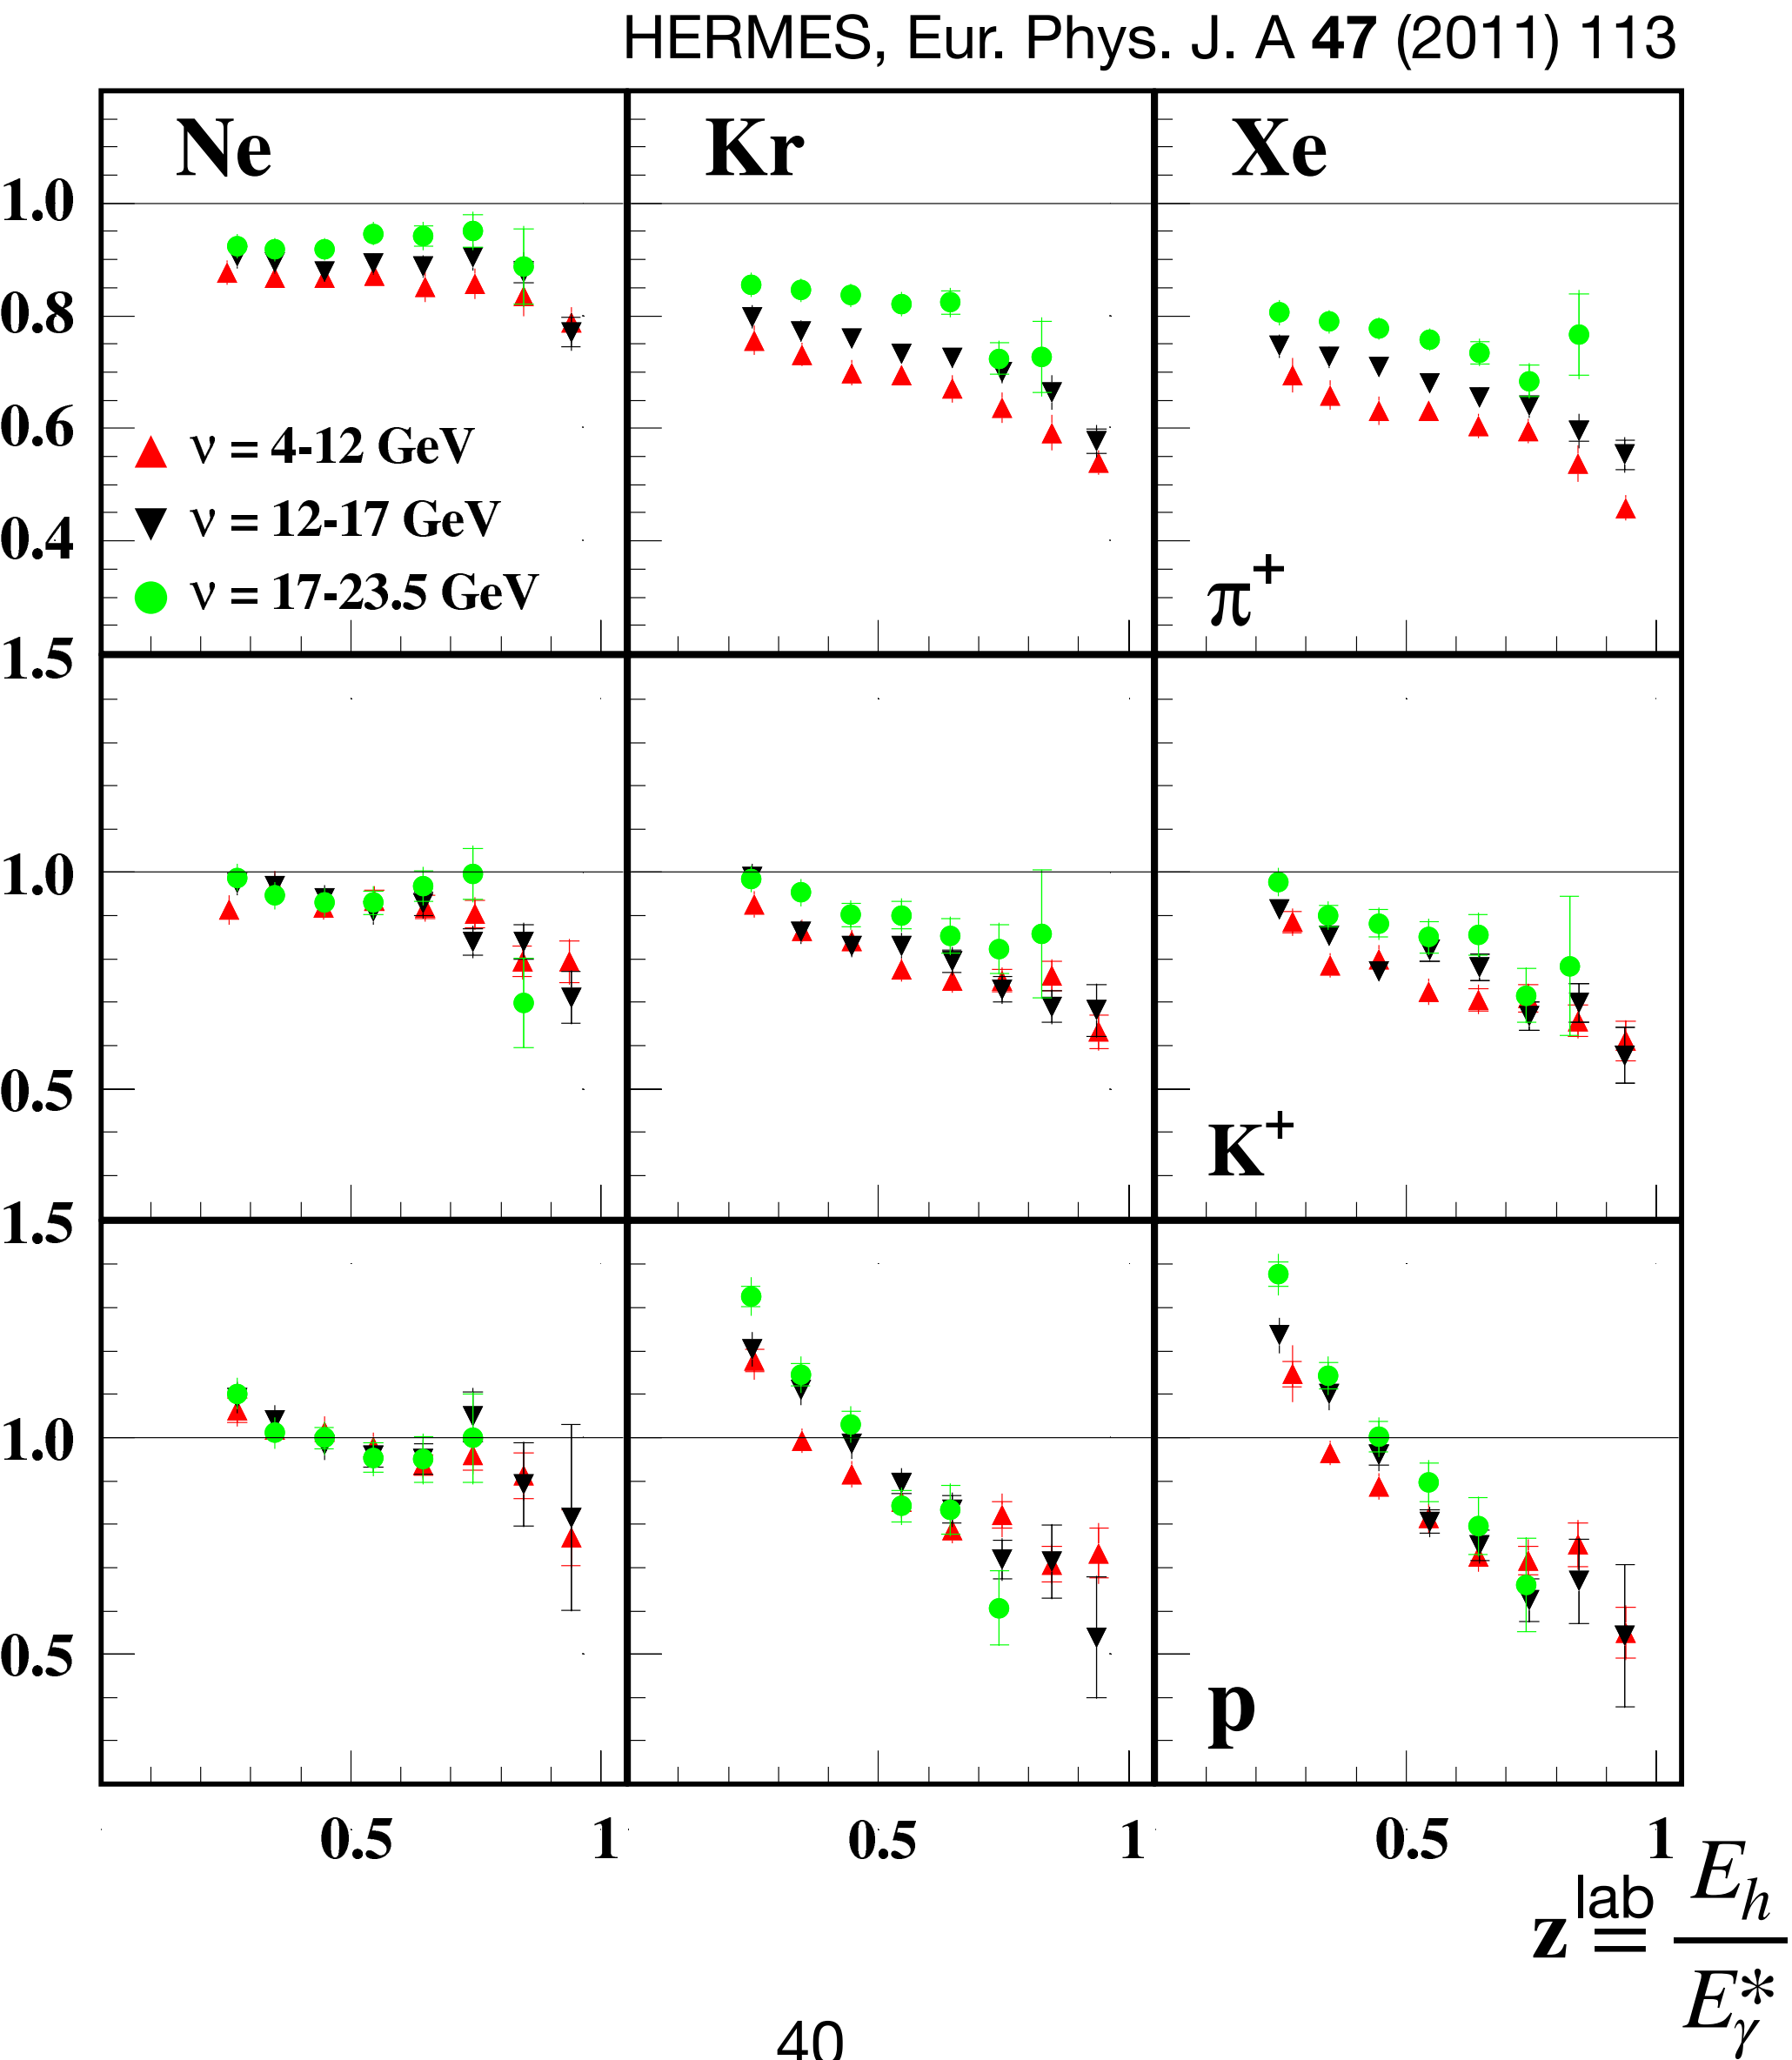 HERMES, Eur. Phys. J. A 47 (2011) 113
Ne Kr Xe
1.0
0.8
0.6
0.4
ν = 4-12 GeV
ν = 12-17 GeV
ν = 17-23.5 GeV
π+
1.5
1.0
0.5
K+
1.5
1.0
0.5
p
0.5 1 0.5 1 0.5 1
z lab ≡ E_h / E_γ*
40